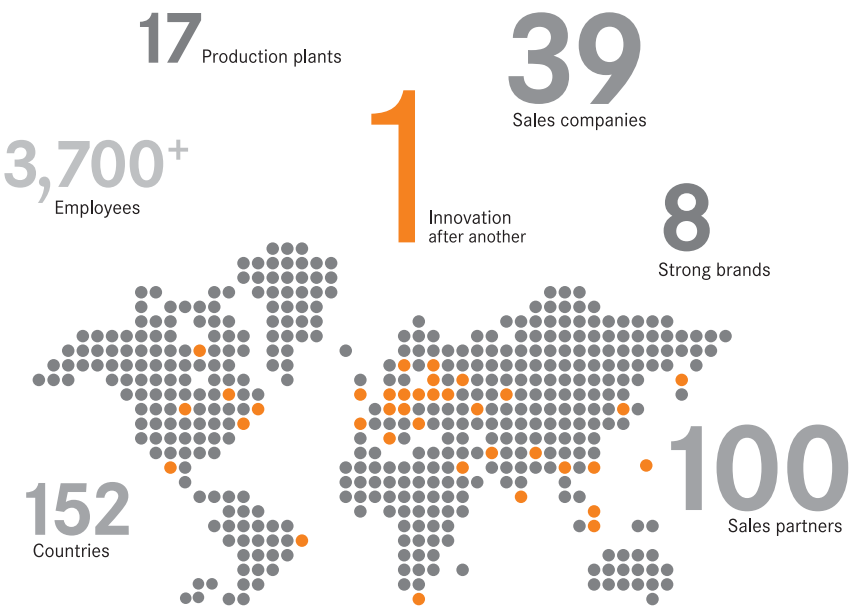 17 Production plants
39
Sales companies
1
Innovation
after another
3,700+
Employees
8
Strong brands
100
Sales partners
152
Countries